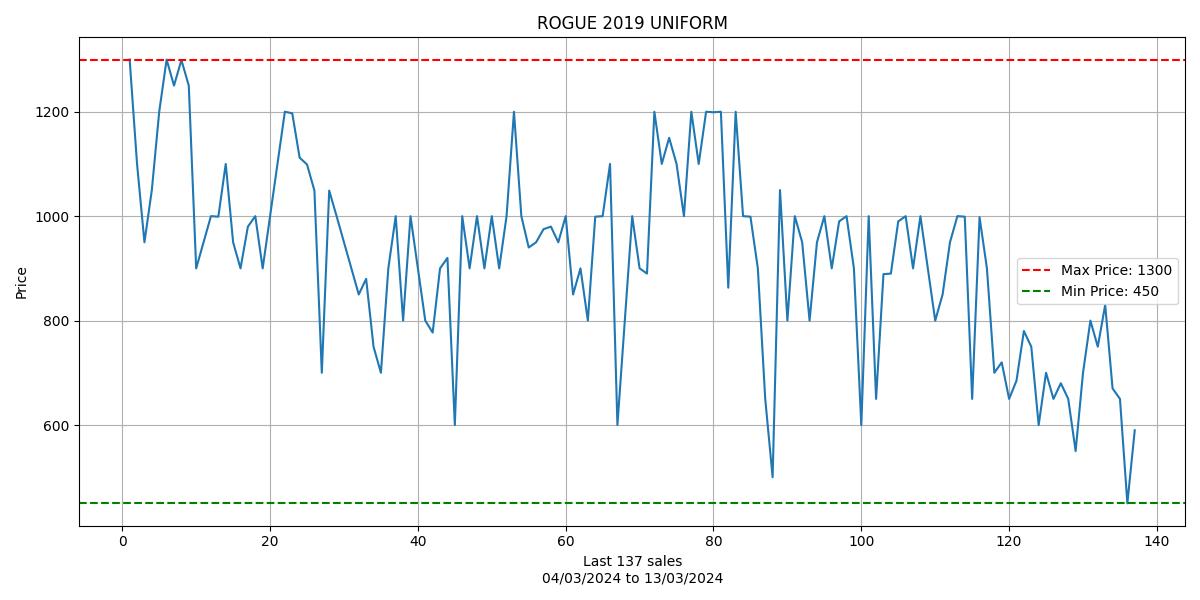 ROGUE 2019 UNIFORM
Price
1200
1000
800
600
Max Price: 1300
Min Price: 450
0 20 40 60 80 100 120 140
Last 137 sales
04/03/2024 to 13/03/2024